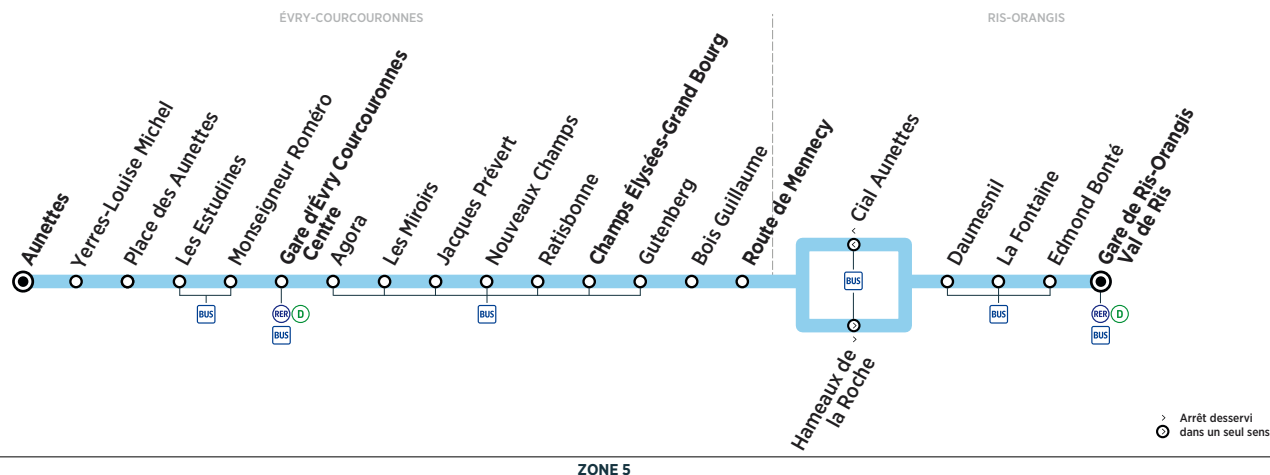 ÉVRY-COURCOURONNES
RIS-ORANGIS
Aunettes
Yerres-Louise Michel
Place des Aunettes
Les Estudines
Monseigneur Roméro
Gare d'Évry Courcouronnes
Centre
Agora
Les Miroirs
Jacques Prévert
Nouveaux Champs
Ratisbonne
Champs Élysées-Grand Bourg
Gutenberg
Bois Guillaume
Route de Mennecy
Cial Aunettes
Hameaux de
la Roche
Daumesnil
La Fontaine
Edmond Bonté
Gare de Ris-Orangis
Val de Ris
BUS
RER D
BUS
BUS
BUS
BUS
RER D
BUS
> Arrêt desservi
dans un seul sens
ZONE 5